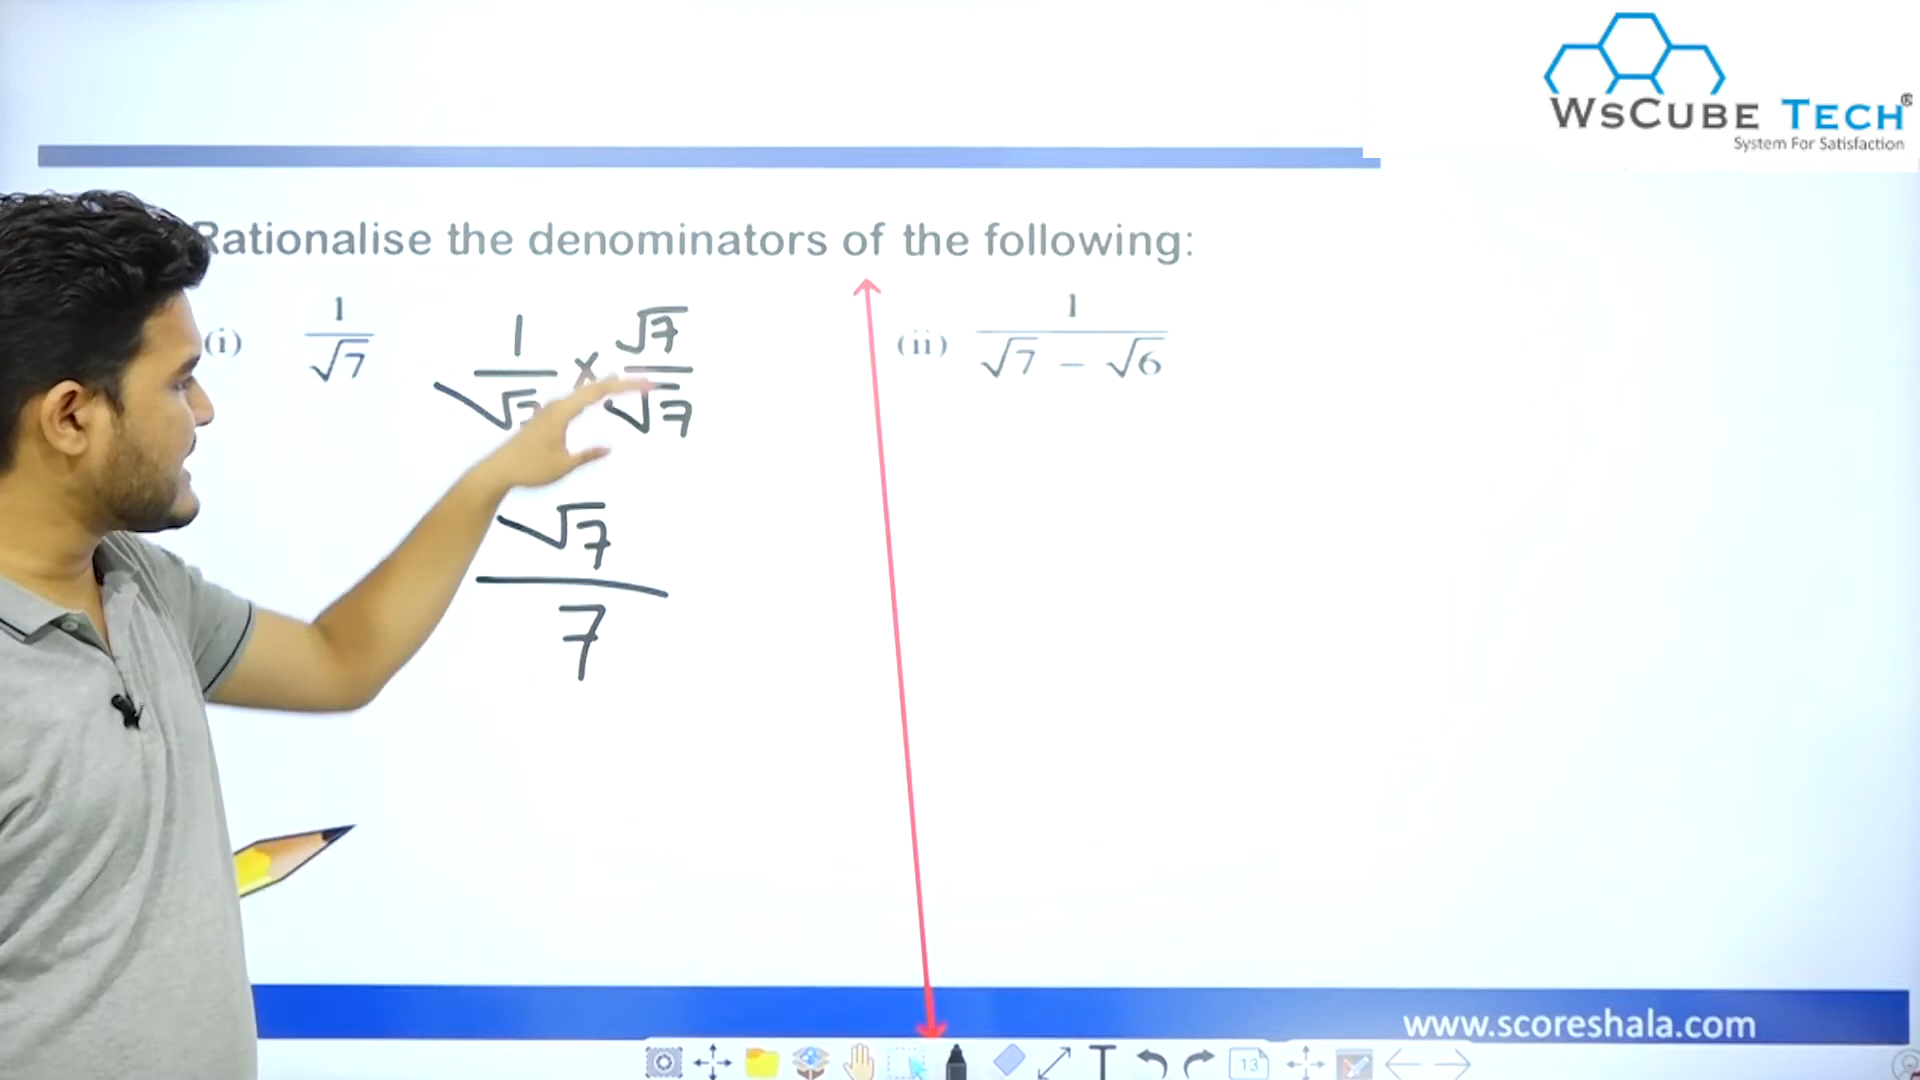 WSCUBE TECH®
System For Satisfaction
Rationalise the denominators of the following:
(i) 1/√7
1/√7 × √7/√7
√7/7
(ii) 1/(√7 − √6)
www.scoreshala.com
T
13